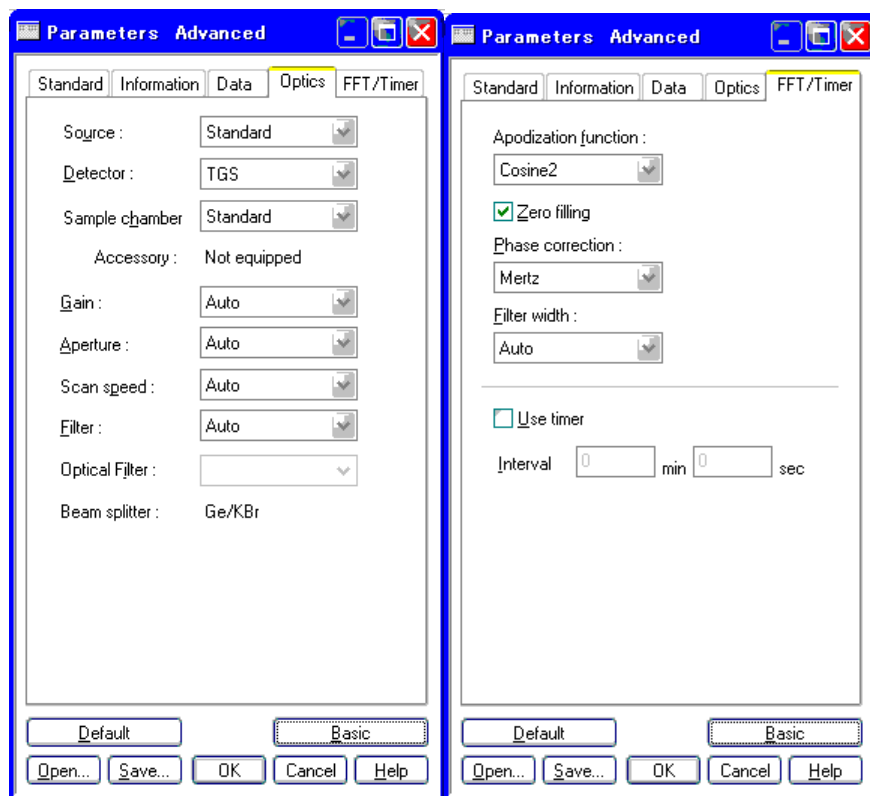 Parameters Advanced
Standard Information Data Optics FFT/Timer
Source : Standard
Detector : TGS
Sample chamber Standard
Accessory : Not equipped
Gain : Auto
Aperture : Auto
Scan speed : Auto
Filter : Auto
Optical Filter :
Beam splitter : Ge/KBr
Default Basic
Open... Save... OK Cancel Help
Parameters Advanced
Standard Information Data Optics FFT/Timer
Apodization function :
Cosine2
Zero filling
Phase correction :
Mertz
Filter width :
Auto
Use timer
Interval 0 min 0 sec
Default Basic
Open... Save... OK Cancel Help